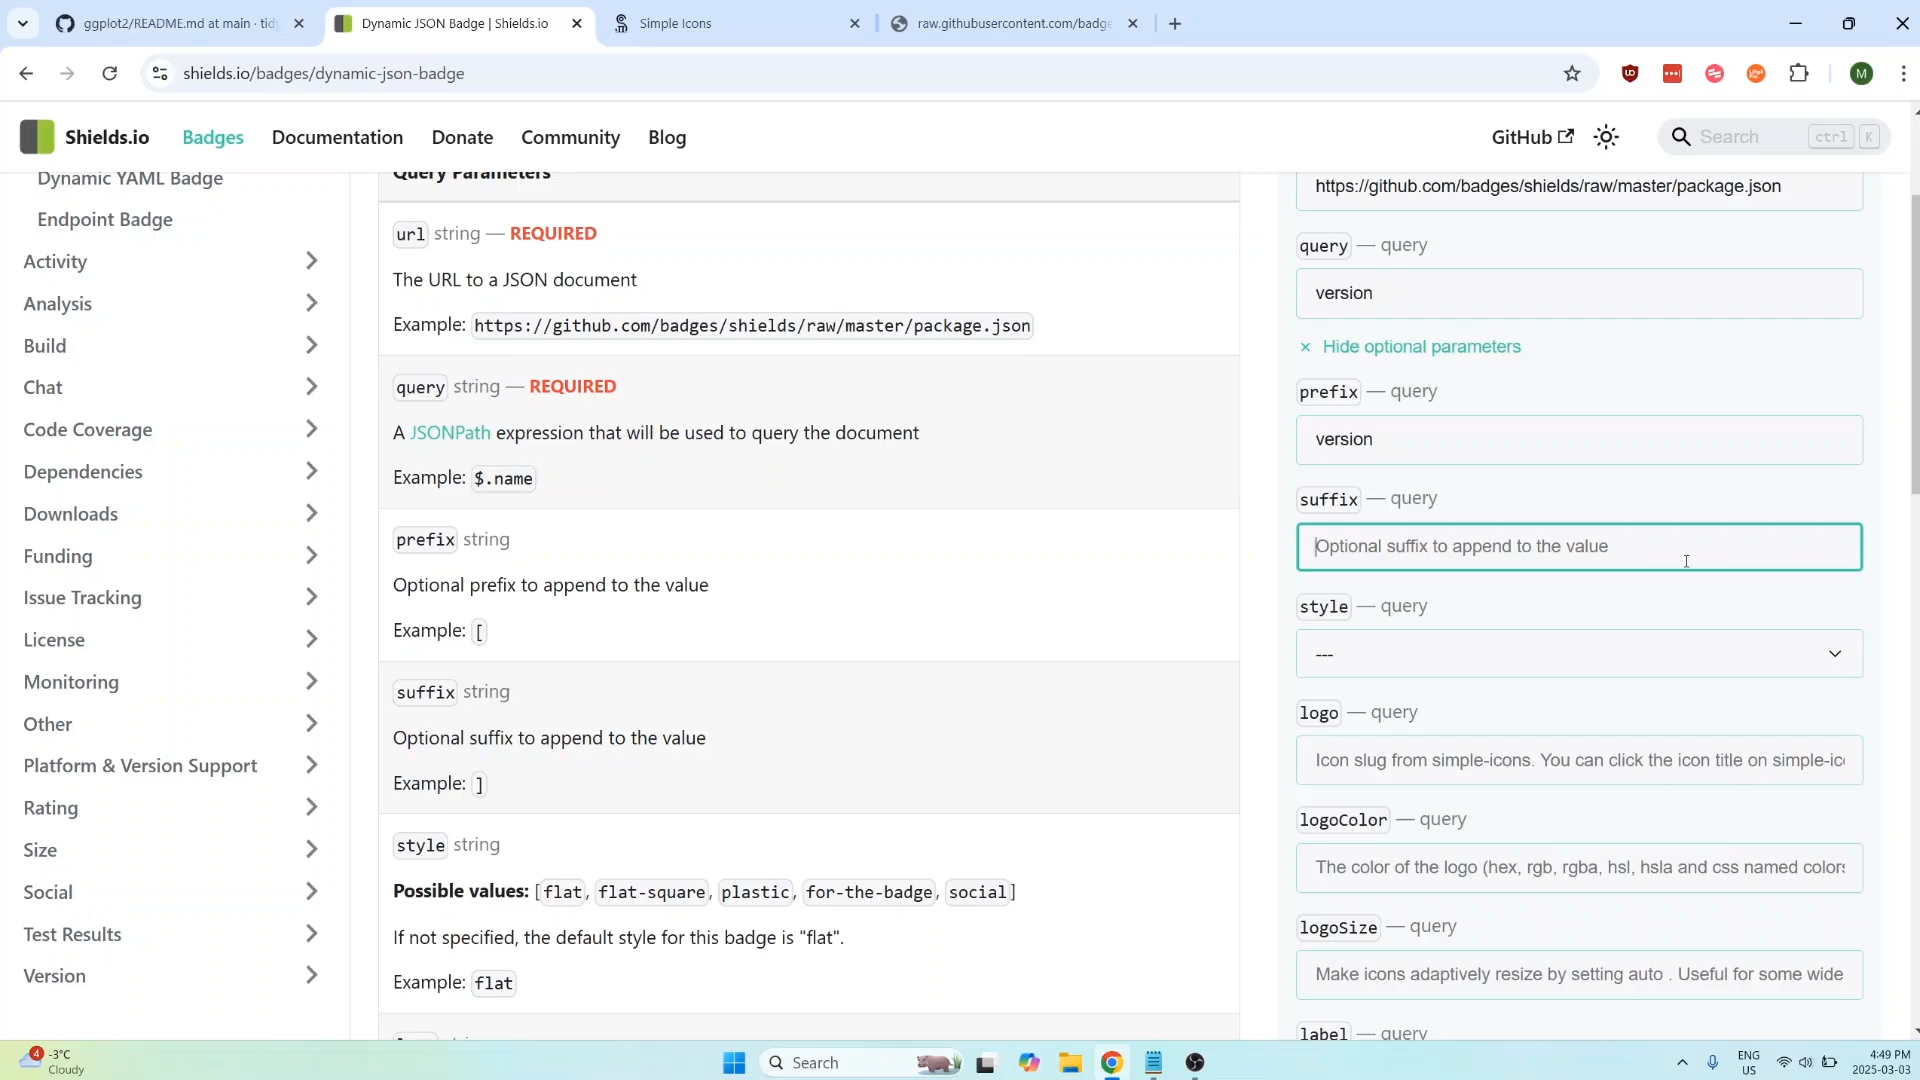 ggplot2/README.md at main · tidy
Dynamic JSON Badge | Shields.io
Simple Icons
raw.githubusercontent.com/badge
shields.io/badges/dynamic-json-badge
M
Shields.io
Badges
Documentation
Donate
Community
Blog
GitHub
Search
ctrl
K
Dynamic YAML Badge
Endpoint Badge
Activity
Analysis
Build
Chat
Code Coverage
Dependencies
Downloads
Funding
Issue Tracking
License
Monitoring
Other
Platform & Version Support
Rating
Size
Social
Test Results
Version
Query Parameters
url string — REQUIRED
The URL to a JSON document
Example: https://github.com/badges/shields/raw/master/package.json
query string — REQUIRED
A JSONPath expression that will be used to query the document
Example: $.name
prefix string
Optional prefix to append to the value
Example: [
suffix string
Optional suffix to append to the value
Example: ]
style string
Possible values: [flat, flat-square, plastic, for-the-badge, social]
If not specified, the default style for this badge is "flat".
Example: flat
https://github.com/badges/shields/raw/master/package.json
query — query
version
× Hide optional parameters
prefix — query
version
suffix — query
Optional suffix to append to the value
style — query
---
logo — query
Icon slug from simple-icons. You can click the icon title on simple-ic
logoColor — query
The color of the logo (hex, rgb, rgba, hsl, hsla and css named colors
logoSize — query
Make icons adaptively resize by setting auto . Useful for some wide
label — query
4
-3°C
Cloudy
Search
ENG
US
4:49 PM
2025-03-03